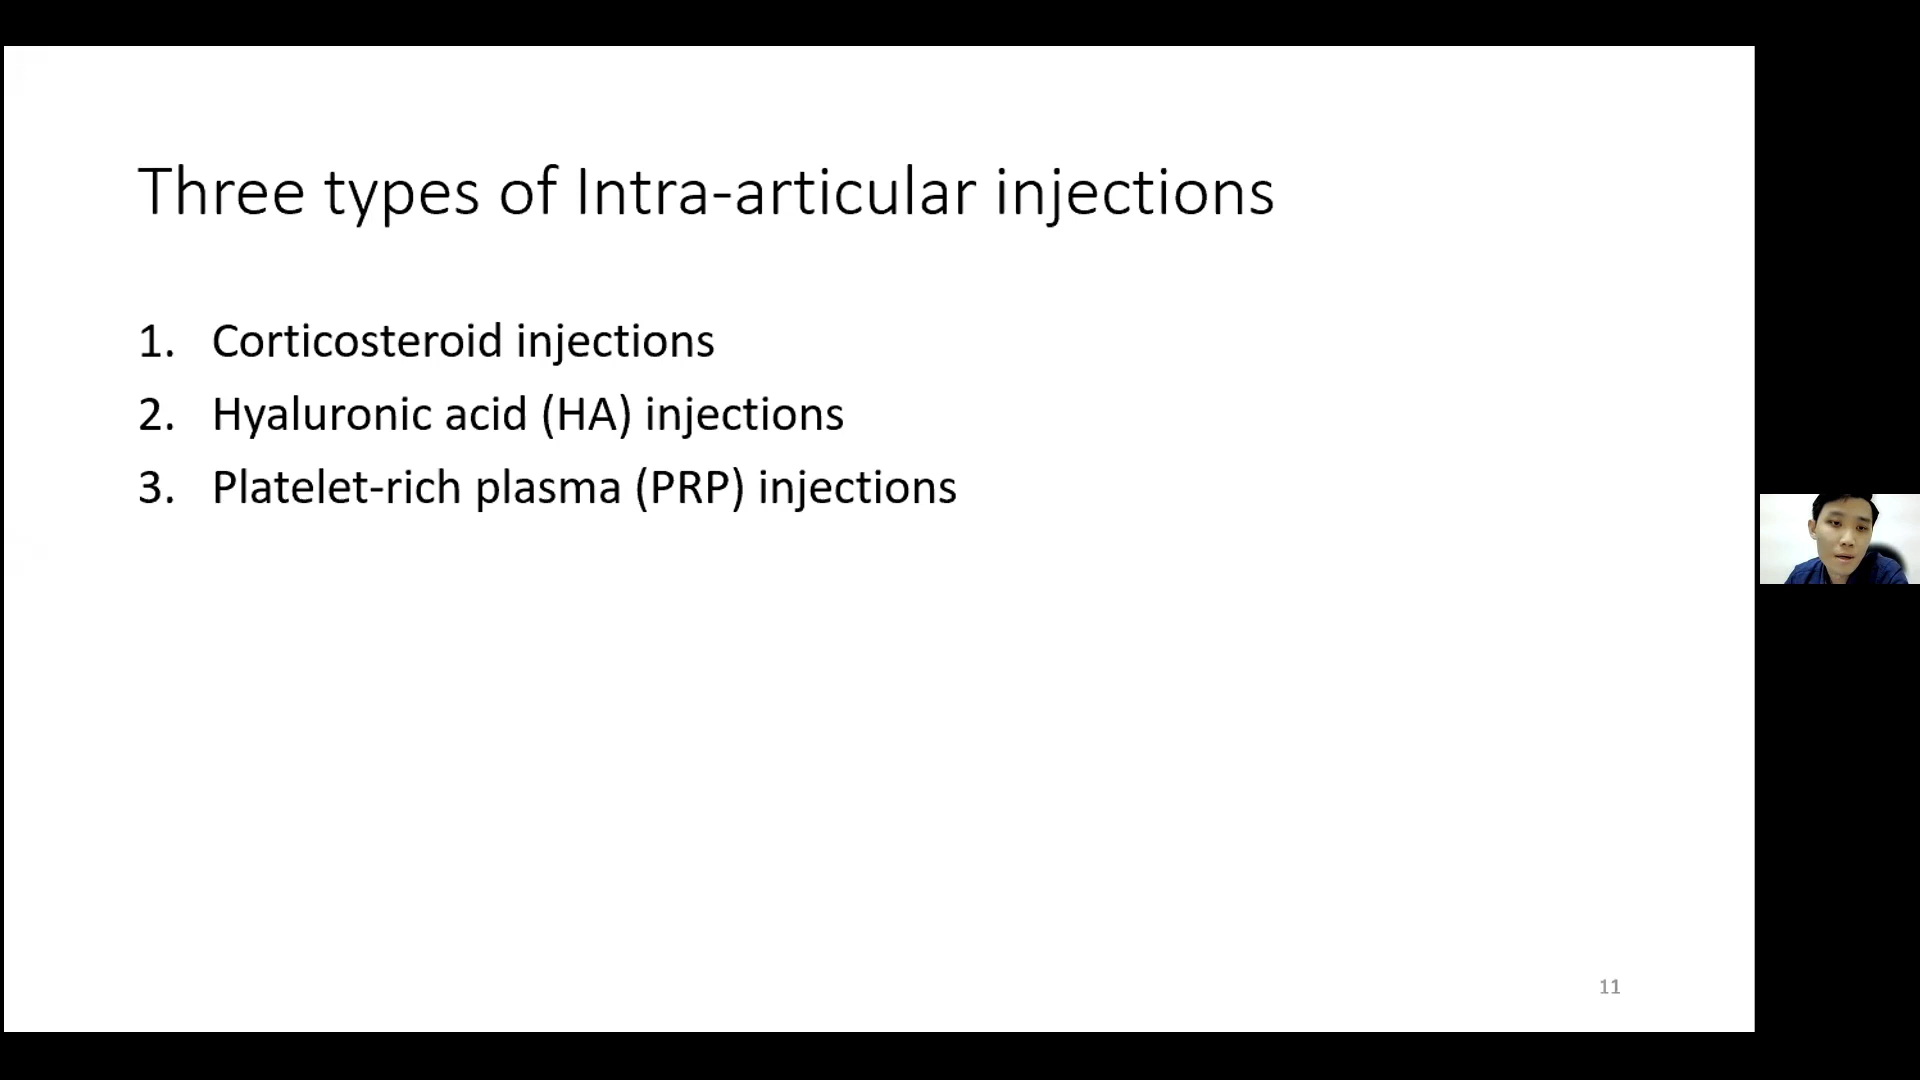 Three types of Intra-articular injections
1. Corticosteroid injections
2. Hyaluronic acid (HA) injections
3. Platelet-rich plasma (PRP) injections
11